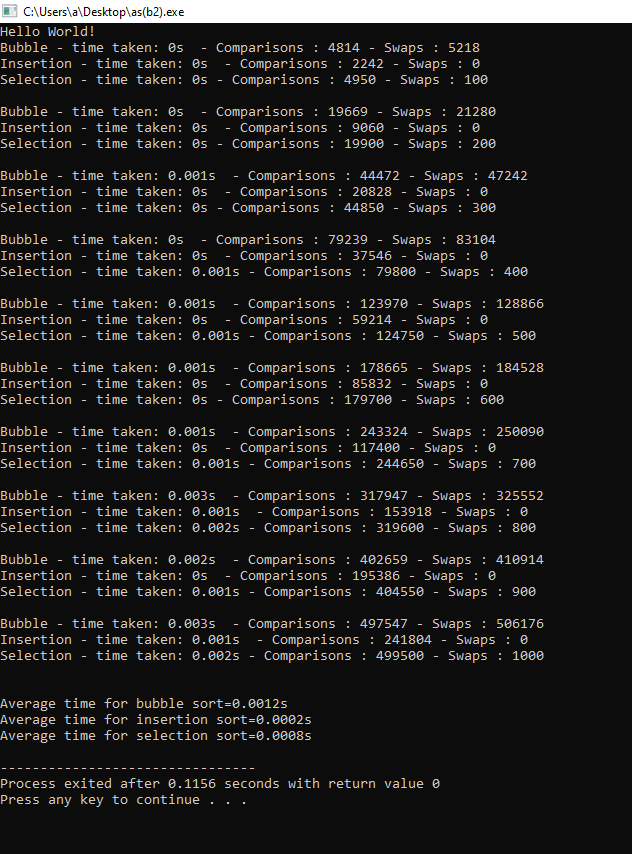 C:\Users\a\Desktop\as(b2).exe
Hello World!
Bubble - time taken: 0s  - Comparisons : 4814 - Swaps : 5218
Insertion - time taken: 0s  - Comparisons : 2242 - Swaps : 0
Selection - time taken: 0s - Comparisons : 4950 - Swaps : 100
Bubble - time taken: 0s  - Comparisons : 19669 - Swaps : 21280
Insertion - time taken: 0s  - Comparisons : 9060 - Swaps : 0
Selection - time taken: 0s - Comparisons : 19900 - Swaps : 200
Bubble - time taken: 0.001s  - Comparisons : 44472 - Swaps : 47242
Insertion - time taken: 0s  - Comparisons : 20828 - Swaps : 0
Selection - time taken: 0s - Comparisons : 44850 - Swaps : 300
Bubble - time taken: 0s  - Comparisons : 79239 - Swaps : 83104
Insertion - time taken: 0s  - Comparisons : 37546 - Swaps : 0
Selection - time taken: 0.001s - Comparisons : 79800 - Swaps : 400
Bubble - time taken: 0.001s  - Comparisons : 123970 - Swaps : 128866
Insertion - time taken: 0s  - Comparisons : 59214 - Swaps : 0
Selection - time taken: 0.001s - Comparisons : 124750 - Swaps : 500
Bubble - time taken: 0.001s  - Comparisons : 178665 - Swaps : 184528
Insertion - time taken: 0s  - Comparisons : 85832 - Swaps : 0
Selection - time taken: 0s - Comparisons : 179700 - Swaps : 600
Bubble - time taken: 0.001s  - Comparisons : 243324 - Swaps : 250090
Insertion - time taken: 0s  - Comparisons : 117400 - Swaps : 0
Selection - time taken: 0.001s - Comparisons : 244650 - Swaps : 700
Bubble - time taken: 0.003s  - Comparisons : 317947 - Swaps : 325552
Insertion - time taken: 0.001s  - Comparisons : 153918 - Swaps : 0
Selection - time taken: 0.002s - Comparisons : 319600 - Swaps : 800
Bubble - time taken: 0.002s  - Comparisons : 402659 - Swaps : 410914
Insertion - time taken: 0s  - Comparisons : 195386 - Swaps : 0
Selection - time taken: 0.001s - Comparisons : 404550 - Swaps : 900
Bubble - time taken: 0.003s  - Comparisons : 497547 - Swaps : 506176
Insertion - time taken: 0.001s  - Comparisons : 241804 - Swaps : 0
Selection - time taken: 0.002s - Comparisons : 499500 - Swaps : 1000
Average time for bubble sort=0.0012s
Average time for insertion sort=0.0002s
Average time for selection sort=0.0008s
--------------------------------
Process exited after 0.1156 seconds with return value 0
Press any key to continue . . .